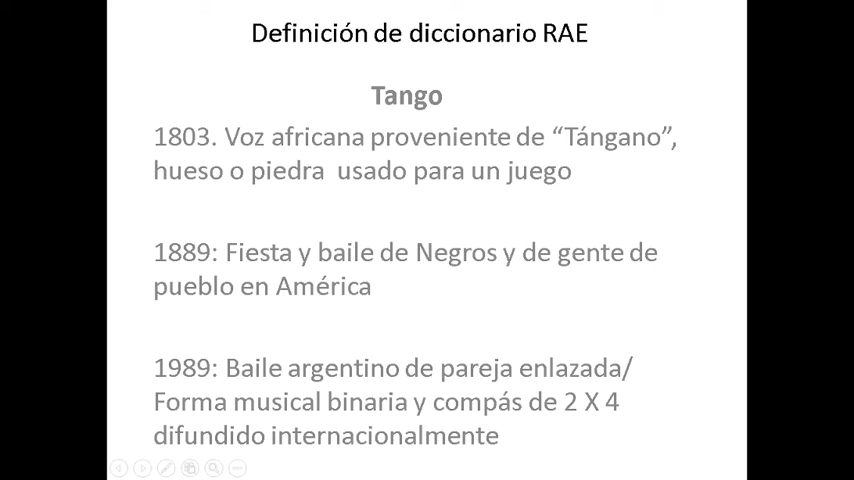 Definición de diccionario RAE
Tango
1803. Voz africana proveniente de “Tángano”,
hueso o piedra usado para un juego
1889: Fiesta y baile de Negros y de gente de
pueblo en América
1989: Baile argentino de pareja enlazada/
Forma musical binaria y compás de 2 X 4
difundido internacionalmente